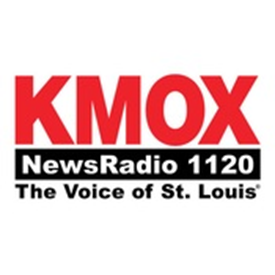 KMOX
NewsRadio 1120
The Voice of St. Louis®